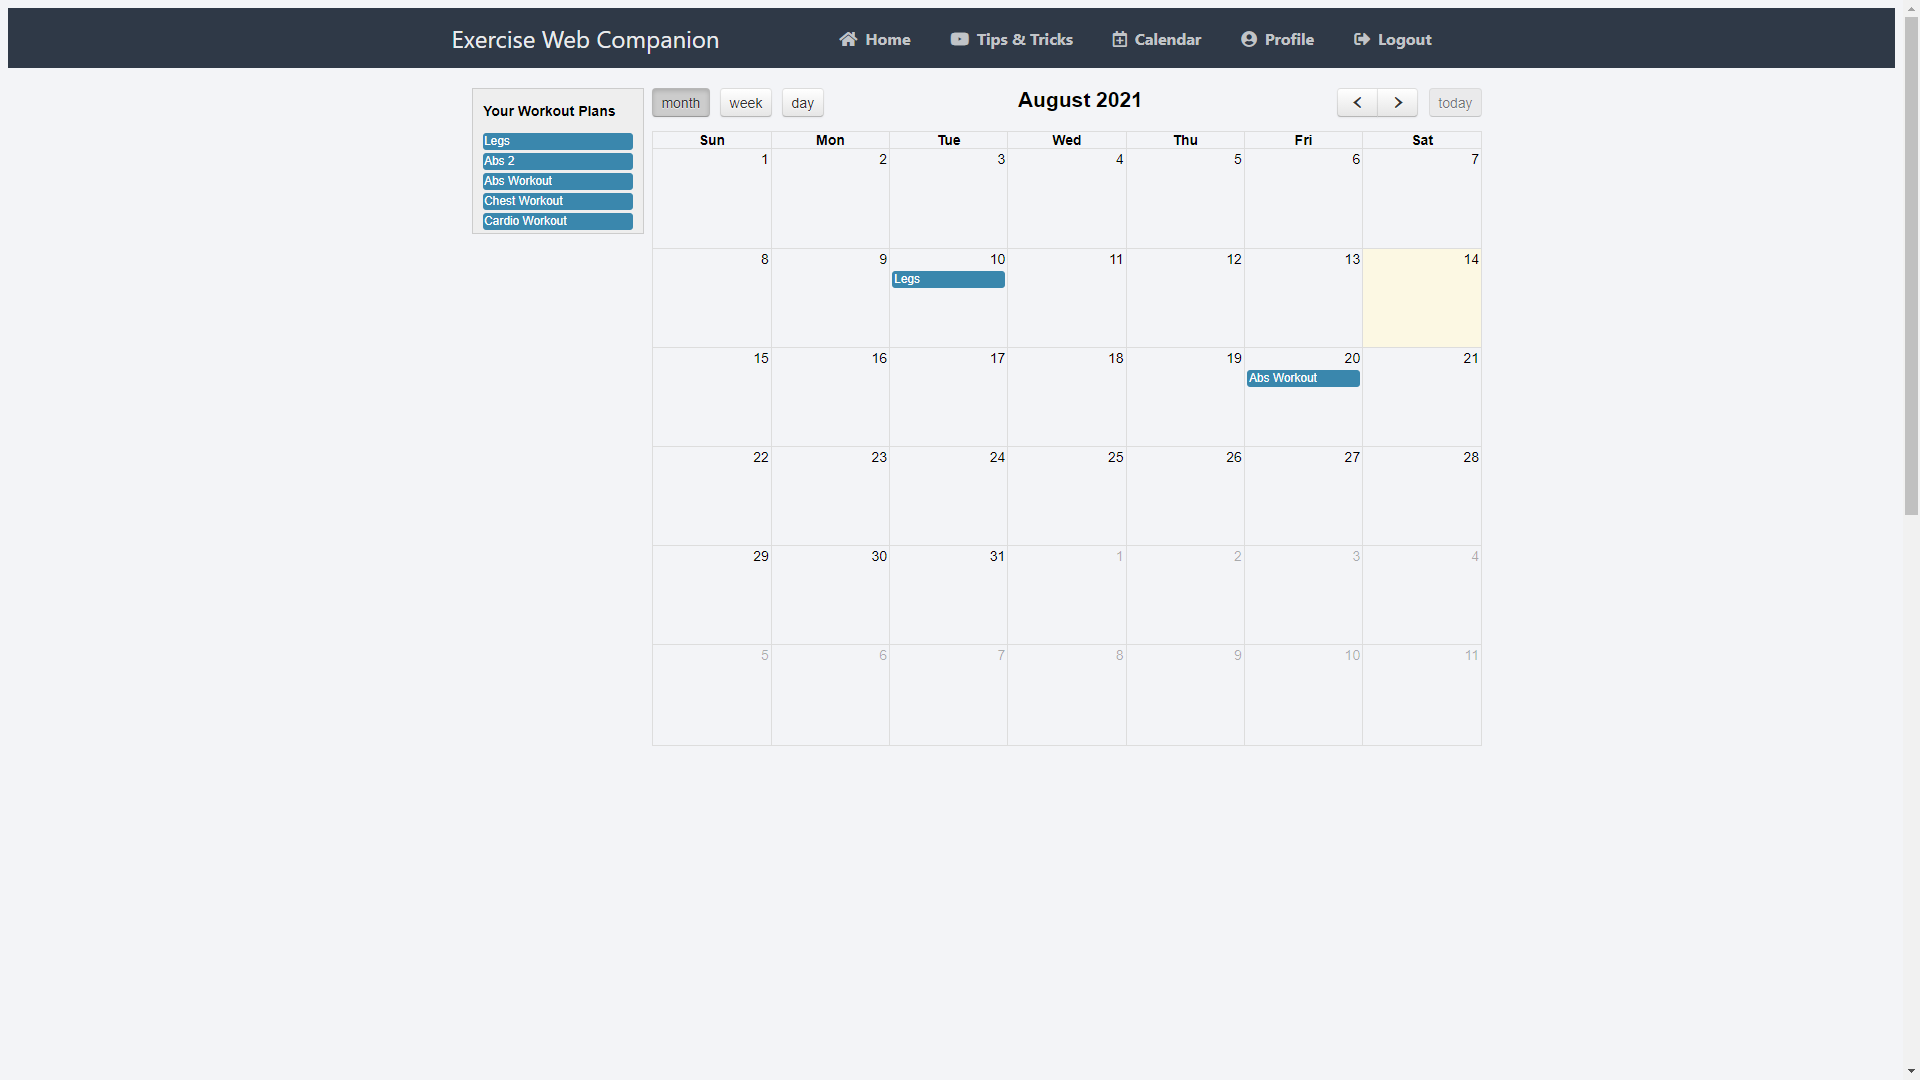 Exercise Web Companion Home Tips & Tricks Calendar Profile Logout
Your Workout Plans
Legs
Abs 2
Abs Workout
Chest Workout
Cardio Workout
month week day August 2021 today
Sun Mon Tue Wed Thu Fri Sat
1 2 3 4 5 6 7
8 9 10 11 12 13 14
Legs
15 16 17 18 19 20 21
Abs Workout
22 23 24 25 26 27 28
29 30 31 1 2 3 4
5 6 7 8 9 10 11